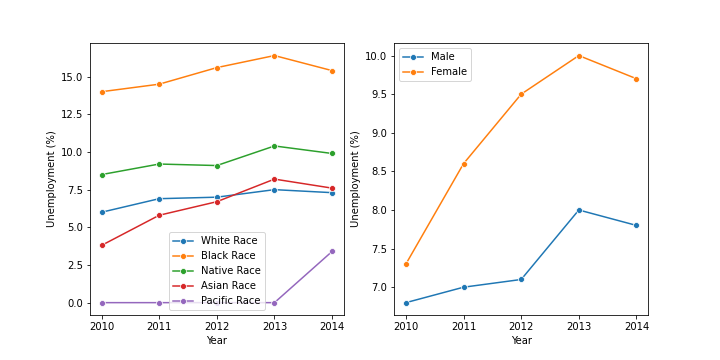 15.0
12.5
10.0
7.5
5.0
2.5
0.0
Unemployment (%)
2010 2011 2012 2013 2014
Year
White Race
Black Race
Native Race
Asian Race
Pacific Race
10.0
9.5
9.0
8.5
8.0
7.5
7.0
Unemployment (%)
2010 2011 2012 2013 2014
Year
Male
Female